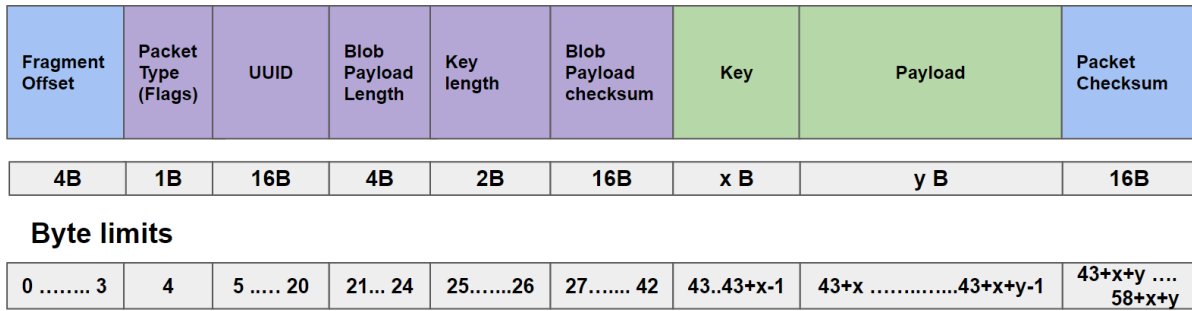 Fragment
Offset
Packet
Type
(Flags)
UUID
Blob
Payload
Length
Key
length
Blob
Payload
checksum
Key
Payload
Packet
Checksum
4B
1B
16B
4B
2B
16B
x B
y B
16B
Byte limits
0 …….. 3
4
5 ..… 20
21... 24
25.…...26
27….... 42
43..43+x-1
43+x ……..…...43+x+y-1
43+x+y ….
58+x+y